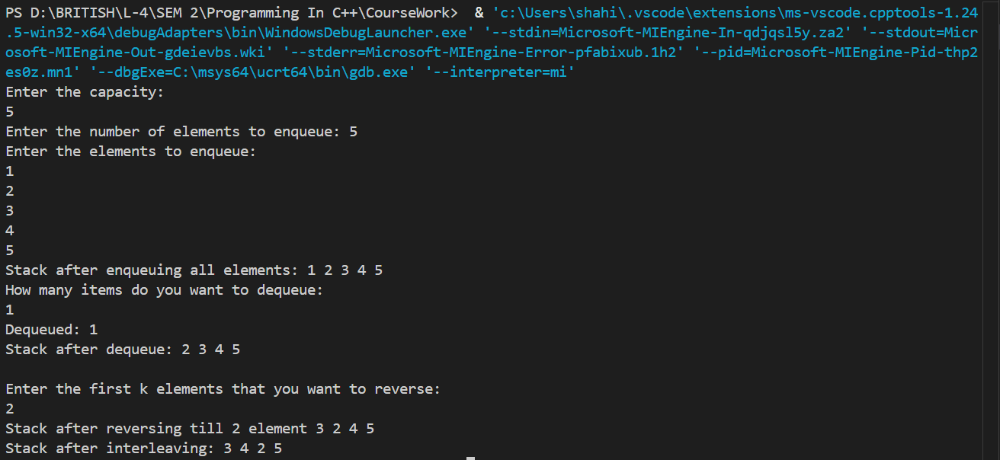 PS D:\BRITISH\L-4\SEM 2\Programming In C++\CourseWork>  & 'c:\Users\shahi\.vscode\extensions\ms-vscode.cpptools-1.24
.5-win32-x64\debugAdapters\bin\WindowsDebugLauncher.exe' '--stdin=Microsoft-MIEngine-In-qdjqsl5y.za2' '--stdout=Micr
osoft-MIEngine-Out-gdeievbs.wki' '--stderr=Microsoft-MIEngine-Error-pfabixub.1h2' '--pid=Microsoft-MIEngine-Pid-thp2
es0z.mn1' '--dbgExe=C:\msys64\ucrt64\bin\gdb.exe' '--interpreter=mi'
Enter the capacity:
5
Enter the number of elements to enqueue: 5
Enter the elements to enqueue:
1
2
3
4
5
Stack after enqueuing all elements: 1 2 3 4 5
How many items do you want to dequeue:
1
Dequeued: 1
Stack after dequeue: 2 3 4 5
Enter the first k elements that you want to reverse:
2
Stack after reversing till 2 element 3 2 4 5
Stack after interleaving: 3 4 2 5